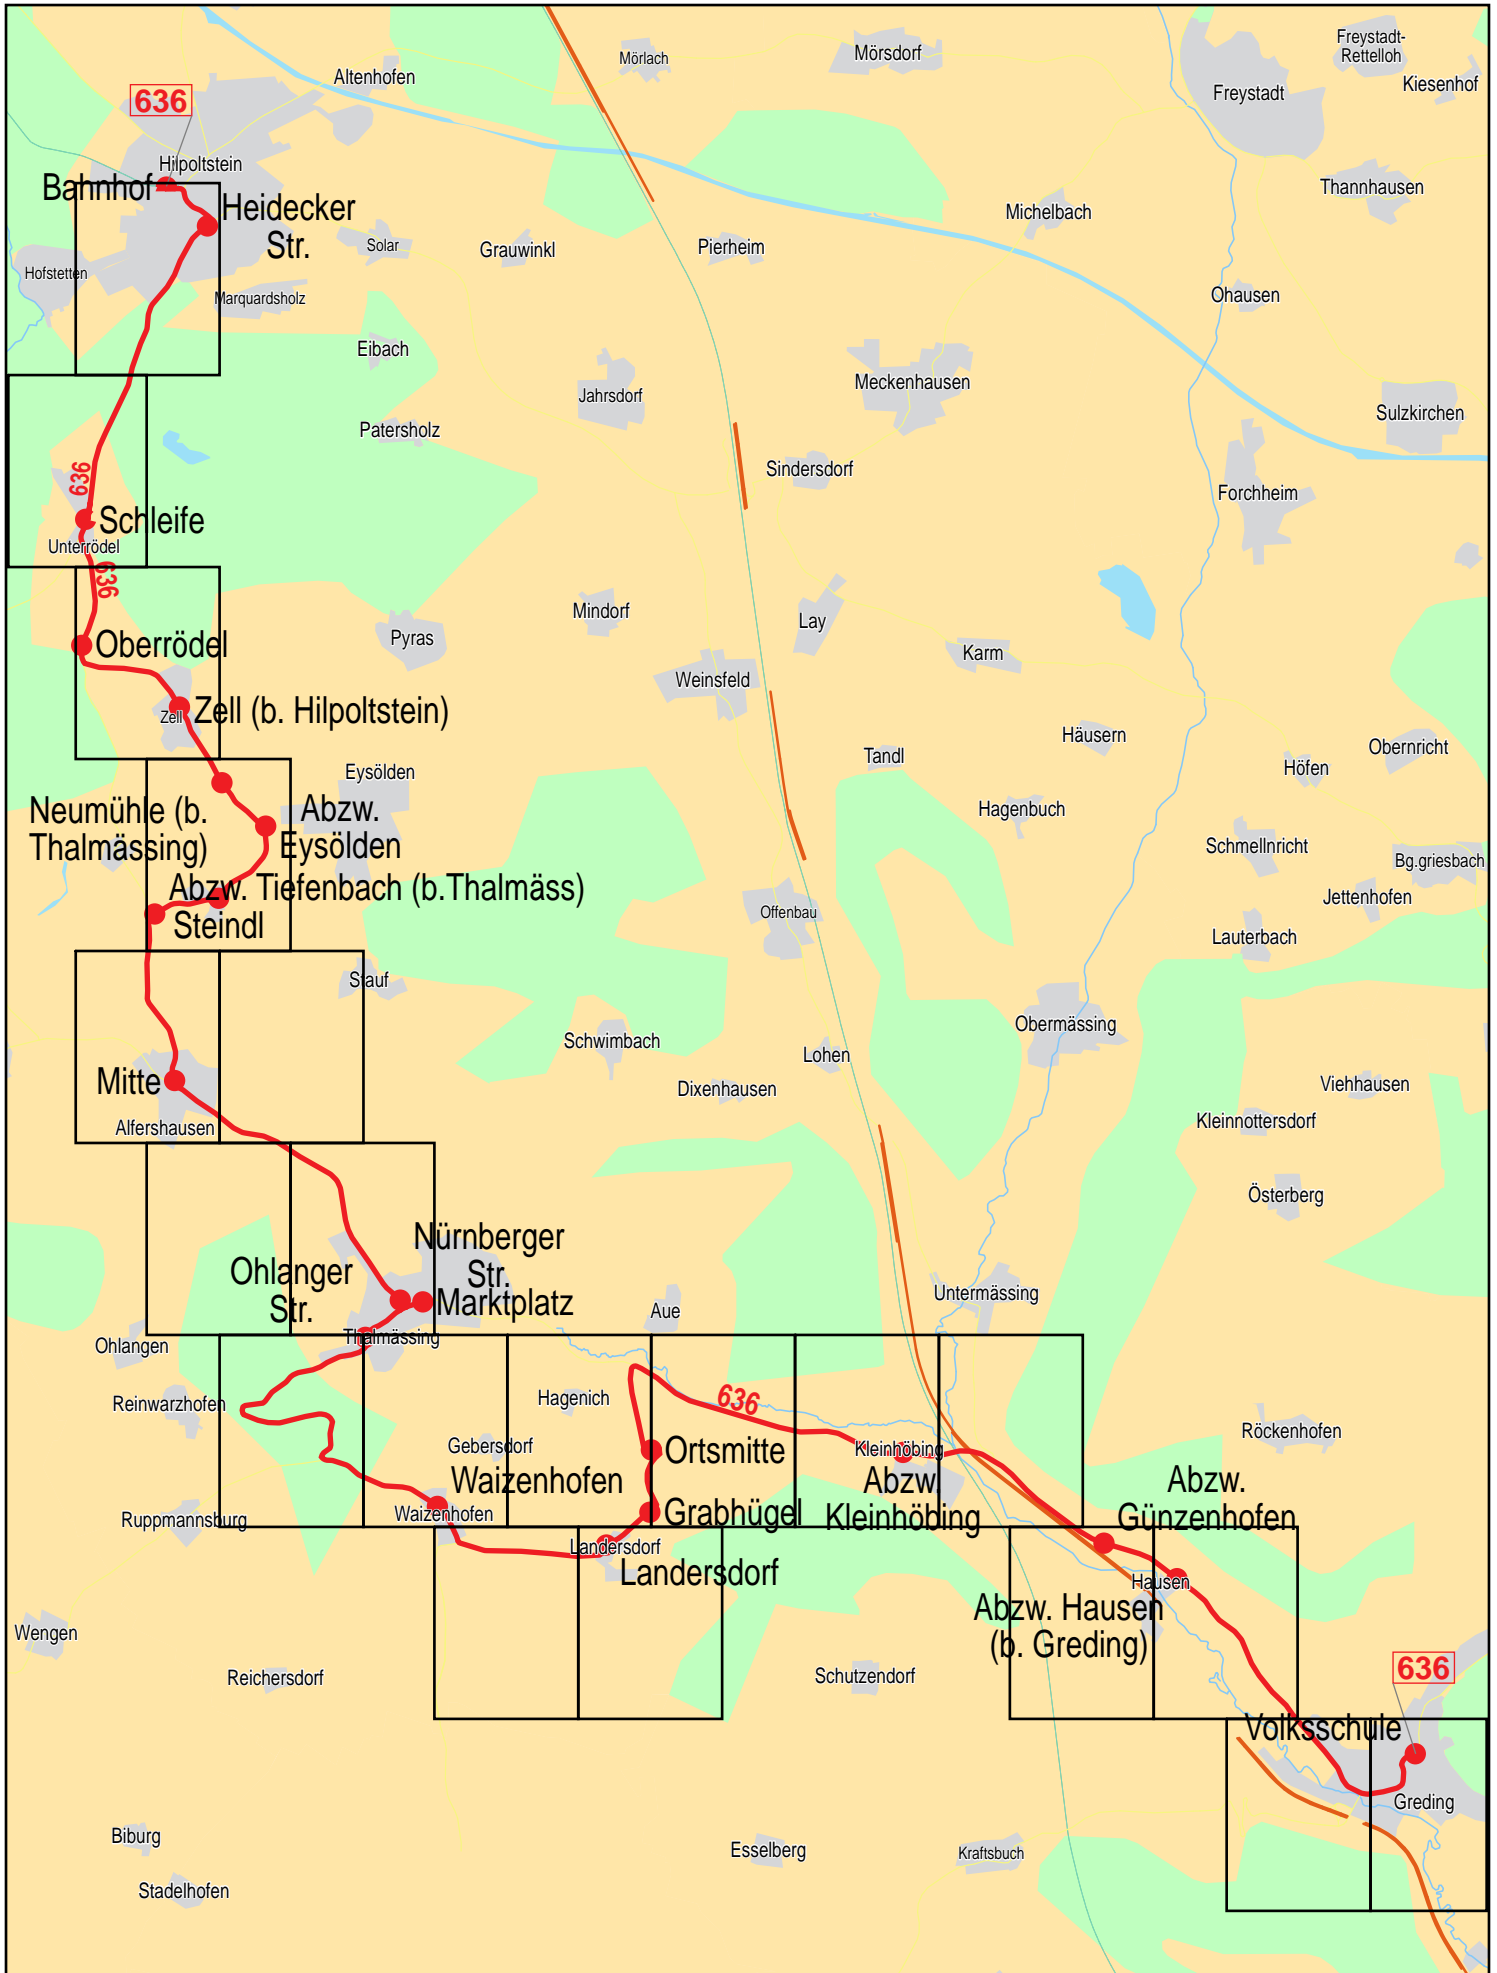 Mörlach
Mörsdorf
Freystadt-
Rettelloh
Altenhofen
Kiesenhof
Freystadt
636
Hilpoltstein
Bahnhof
Thannhausen
Heidecker
Str.
Michelbach
Solar
Grauwinkl
Pierheim
Hofstetten
Marquardsholz
Ohausen
Eibach
Meckenhausen
Jahrsdorf
Sulzkirchen
Patersholz
Sindersdorf
636
Forchheim
Schleife
Unterrödel
636
Mindorf
Lay
Pyras
Oberrödel
Karm
Weinsfeld
Zell
Zell (b. Hilpoltstein)
Häusern
Obernricht
Tandl
Höfen
Eysölden
Neumühle (b.
Thalmässing)
Abzw.
Eysölden
Hagenbuch
Schmellnricht
Bg.griesbach
Abzw. Tiefenbach (b.Thalmäss)
Jettenhofen
Steindl
Offenbau
Lauterbach
Stauf
Obermässing
Schwimbach
Lohen
Mitte
Dixenhausen
Viehhausen
Alfershausen
Kleinnottersdorf
Österberg
Nürnberger
Str.
Ohlanger
Str.
Marktplatz
Untermässing
Aue
Thalmässing
Ohlangen
Reinwarzhofen
Hagenich
636
Röckenhofen
Gebersdorf
Ortsmitte
Kleinhöbing
Waizenhofen
Abzw.
Kleinhöbing
Abzw.
Günzenhofen
Waizenhofen
Ruppmannsburg
Grabhügel
Landersdorf
Landersdorf
Hausen
Abzw. Hausen
(b. Greding)
Wengen
Reichersdorf
Schutzendorf
636
Volksschule
Greding
Biburg
Esselberg
Kraftsbuch
Stadelhofen